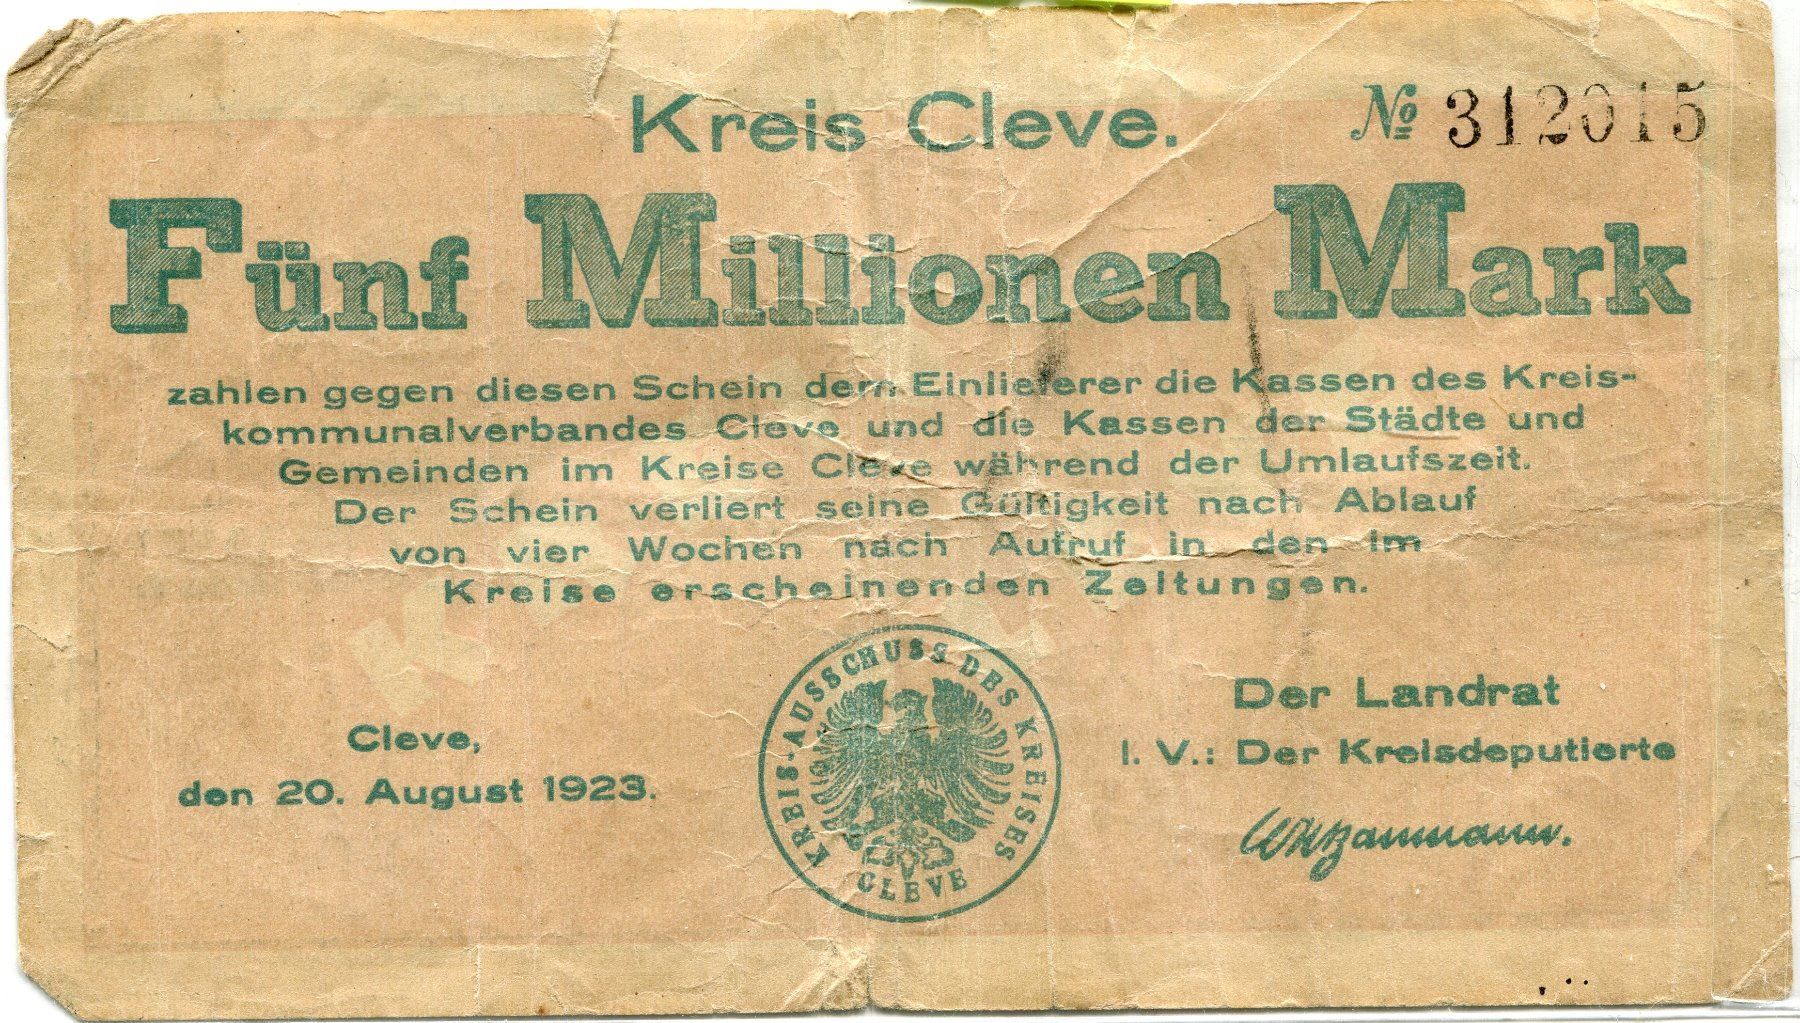 Kreis Cleve.
№ 312015
Fünf Millionen Mark
zahlen gegen diesen Schein dem Einlieferer die Kassen des Kreis-
kommunalverbandes Cleve und die Kassen der Städte und
Gemeinden im Kreise Cleve während der Umlaufszeit.
Der Schein verliert seine Gültigkeit nach Ablauf
von vier Wochen nach Aufruf in den im
Kreise erscheinenden Zeitungen.
Cleve,
den 20. August 1923.
KREIS-AUSSCHUSS DES KREISES
CLEVE
Der Landrat
I. V.: Der Kreisdeputierte